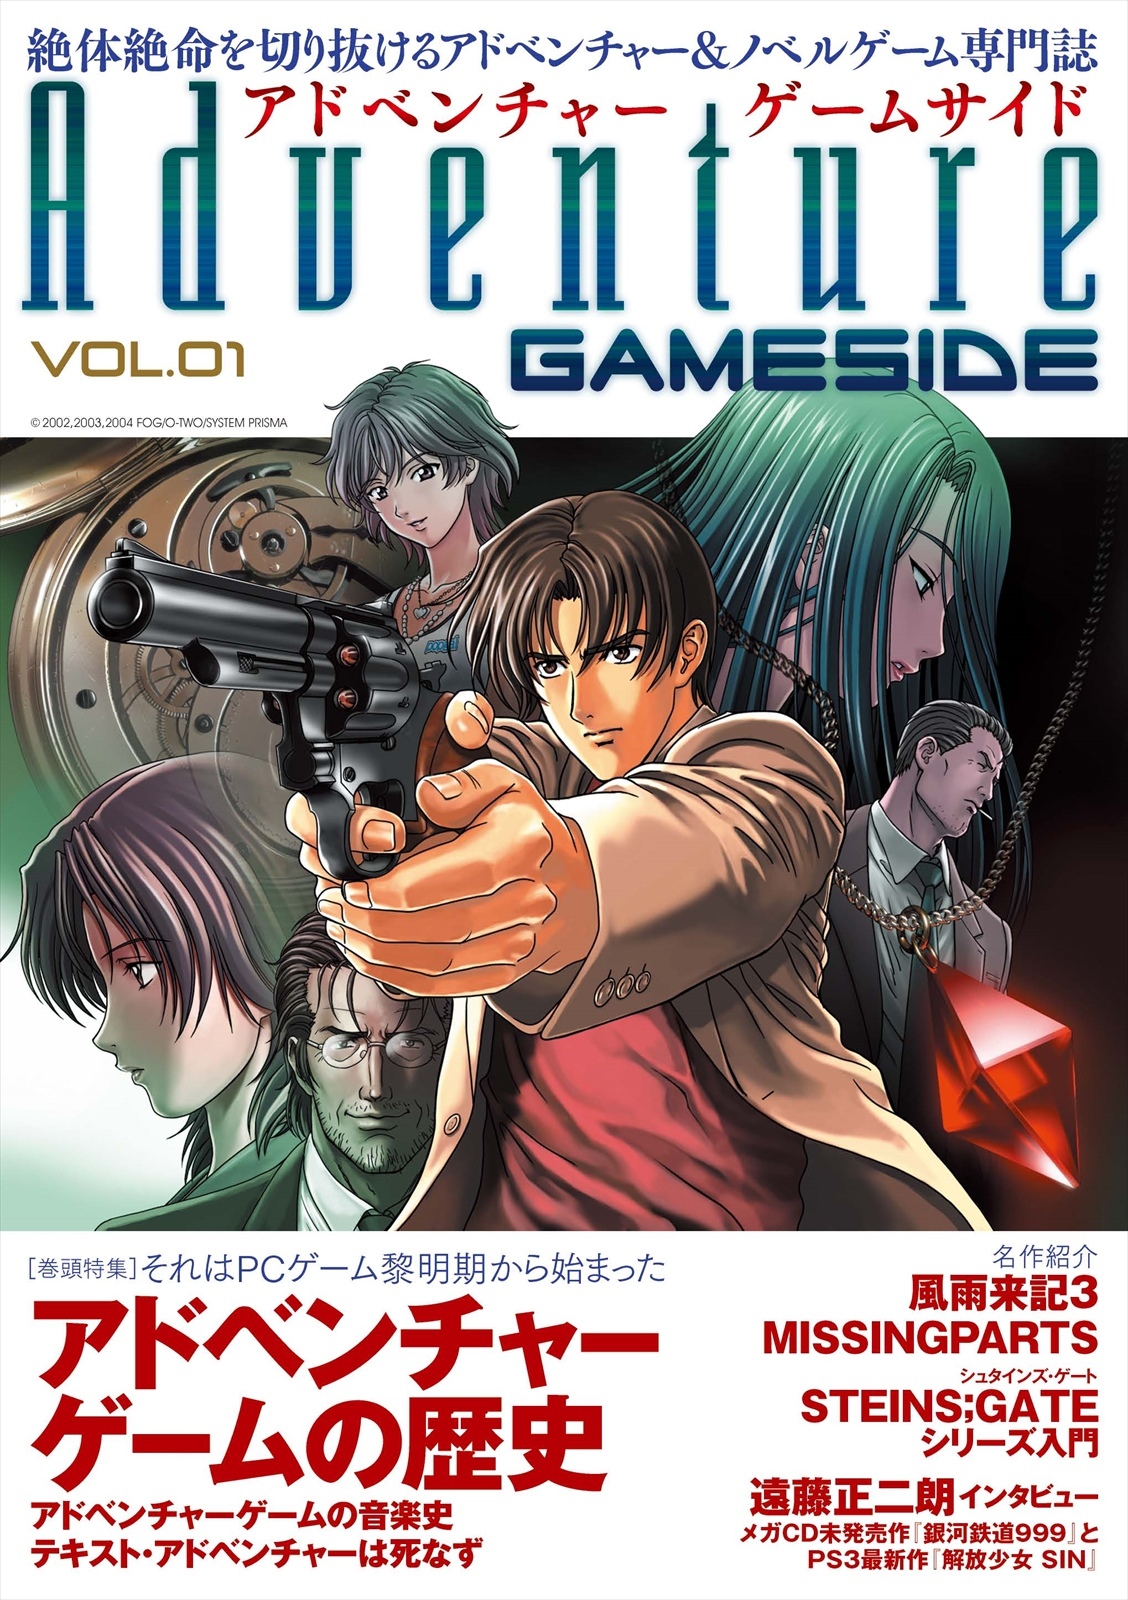 絶体絶命を切り抜けるアドベンチャー&ノベルゲーム専門誌
アドベンチャー ゲームサイド
Adventure
GAMESIDE
VOL.01
© 2002,2003,2004 FOG/O-TWO/SYSTEM PRISMA
[巻頭特集]それはPCゲーム黎明期から始まった
アドベンチャー
ゲームの歴史
アドベンチャーゲームの音楽史
テキスト・アドベンチャーは死なず
名作紹介
風雨来記3
MISSINGPARTS
シュタインズ・ゲート
STEINS;GATE
シリーズ入門
遠藤正二朗インタビュー
メガCD未発売作『銀河鉄道999』と
PS3最新作『解放少女 SIN』